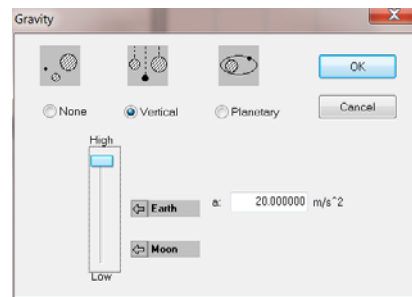 Gravity
OK
None
Vertical
Planetary
Cancel
High
Earth
a: 20.000000 m/s^2
Moon
Low